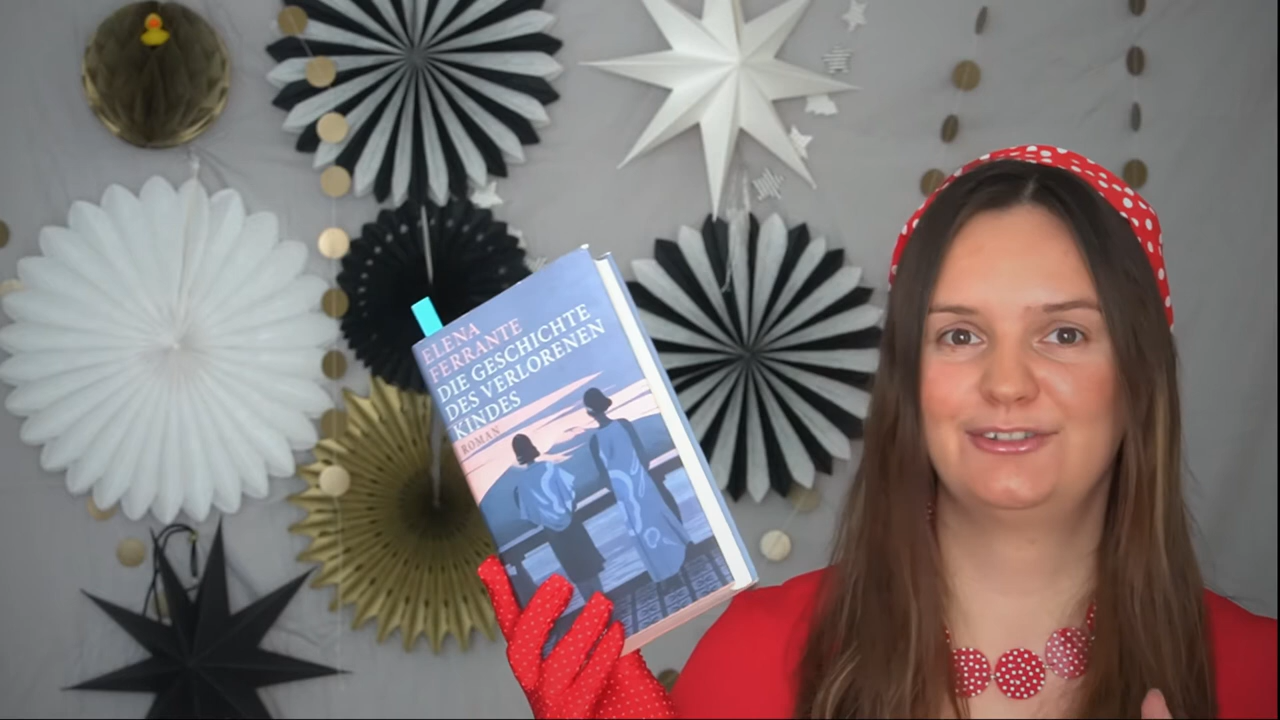 ELENA
FERRANTE
DIE GESCHICHTE
DES VERLORENEN
KINDES
ROMAN